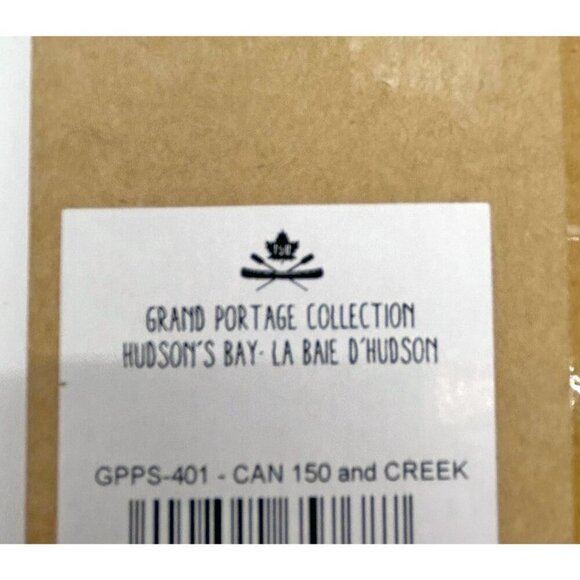 GRAND PORTAGE COLLECTION
HUDSON'S BAY· LA BAIE D'HUDSON
GPPS-401 - CAN 150 and CREEK